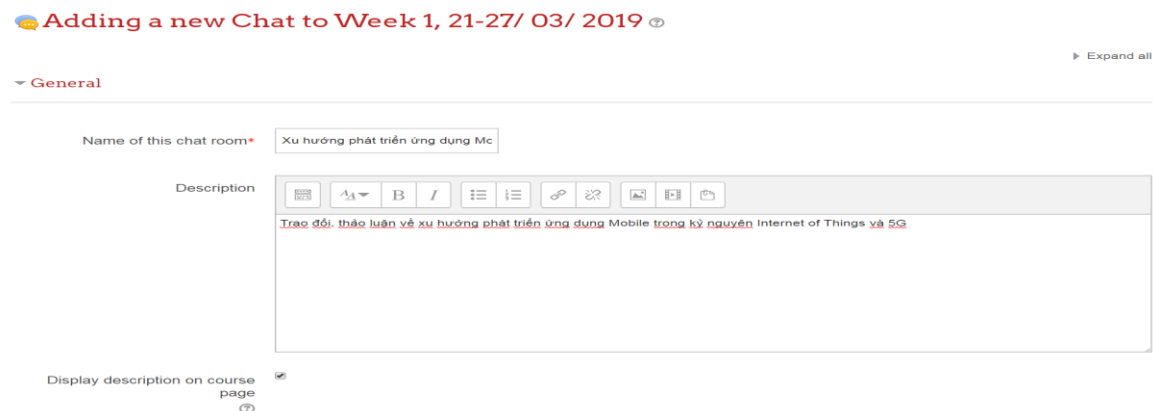 Adding a new Chat to Week 1, 21-27/ 03/ 2019
Expand all
General
Name of this chat room*
Xu hướng phát triển ứng dụng Mo
Description
B I
Trao đổi, thảo luận về xu hướng phát triển ứng dụng Mobile trong kỷ nguyên Internet of Things và 5G
Display description on course
page